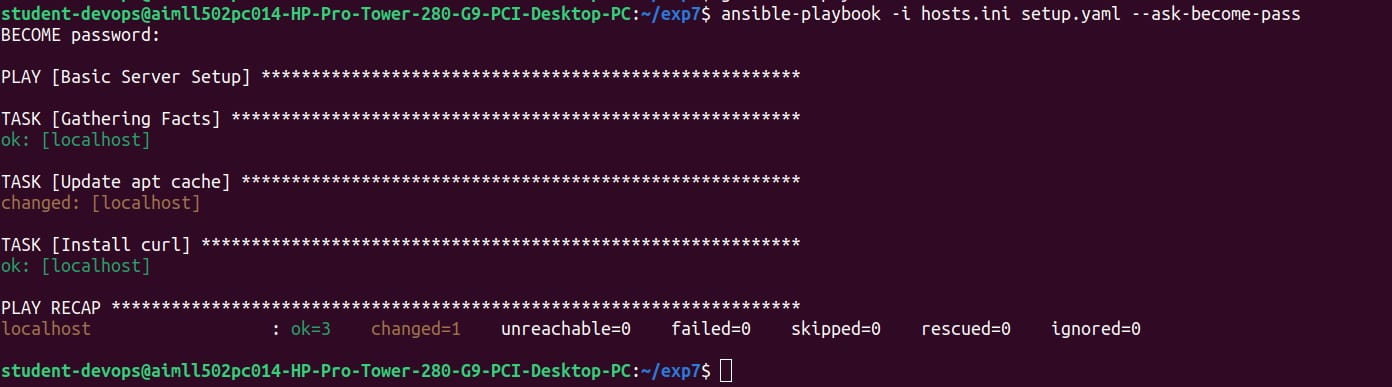 student-devops@aimll502pc014-HP-Pro-Tower-280-G9-PCI-Desktop-PC:~/exp7$ ansible-playbook -i hosts.ini setup.yaml --ask-become-pass
BECOME password:
PLAY [Basic Server Setup] ******************************************************
TASK [Gathering Facts] *********************************************************
ok: [localhost]
TASK [Update apt cache] ********************************************************
changed: [localhost]
TASK [Install curl] ************************************************************
ok: [localhost]
PLAY RECAP *********************************************************************
localhost                  : ok=3    changed=1    unreachable=0    failed=0    skipped=0    rescued=0    ignored=0
student-devops@aimll502pc014-HP-Pro-Tower-280-G9-PCI-Desktop-PC:~/exp7$